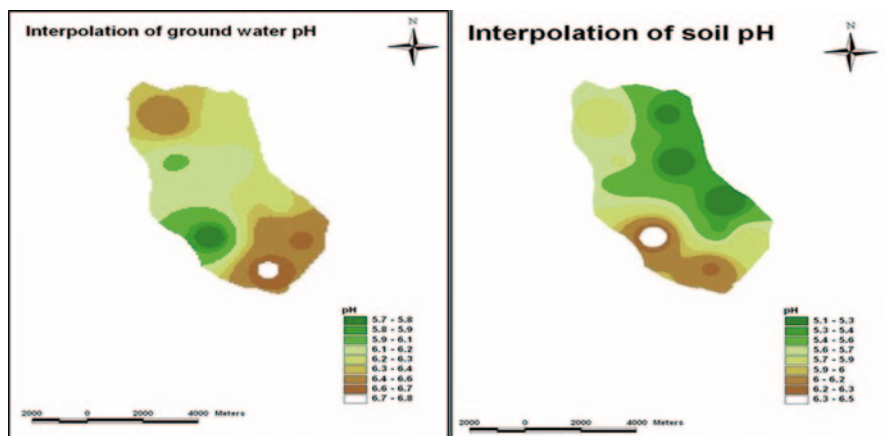 Interpolation of ground water pH
N
pH
5.7 - 5.8
5.8 - 5.9
5.9 - 6.1
6.1 - 6.2
6.2 - 6.3
6.3 - 6.4
6.4 - 6.6
6.6 - 6.7
6.7 - 6.8
2000 0 2000 4000 Meters
Interpolation of soil pH
N
pH
5.1 - 5.3
5.3 - 5.4
5.4 - 5.6
5.6 - 5.7
5.7 - 5.9
5.9 - 6
6 - 6.2
6.2 - 6.3
6.3 - 6.5
2000 0 2000 4000 Meters